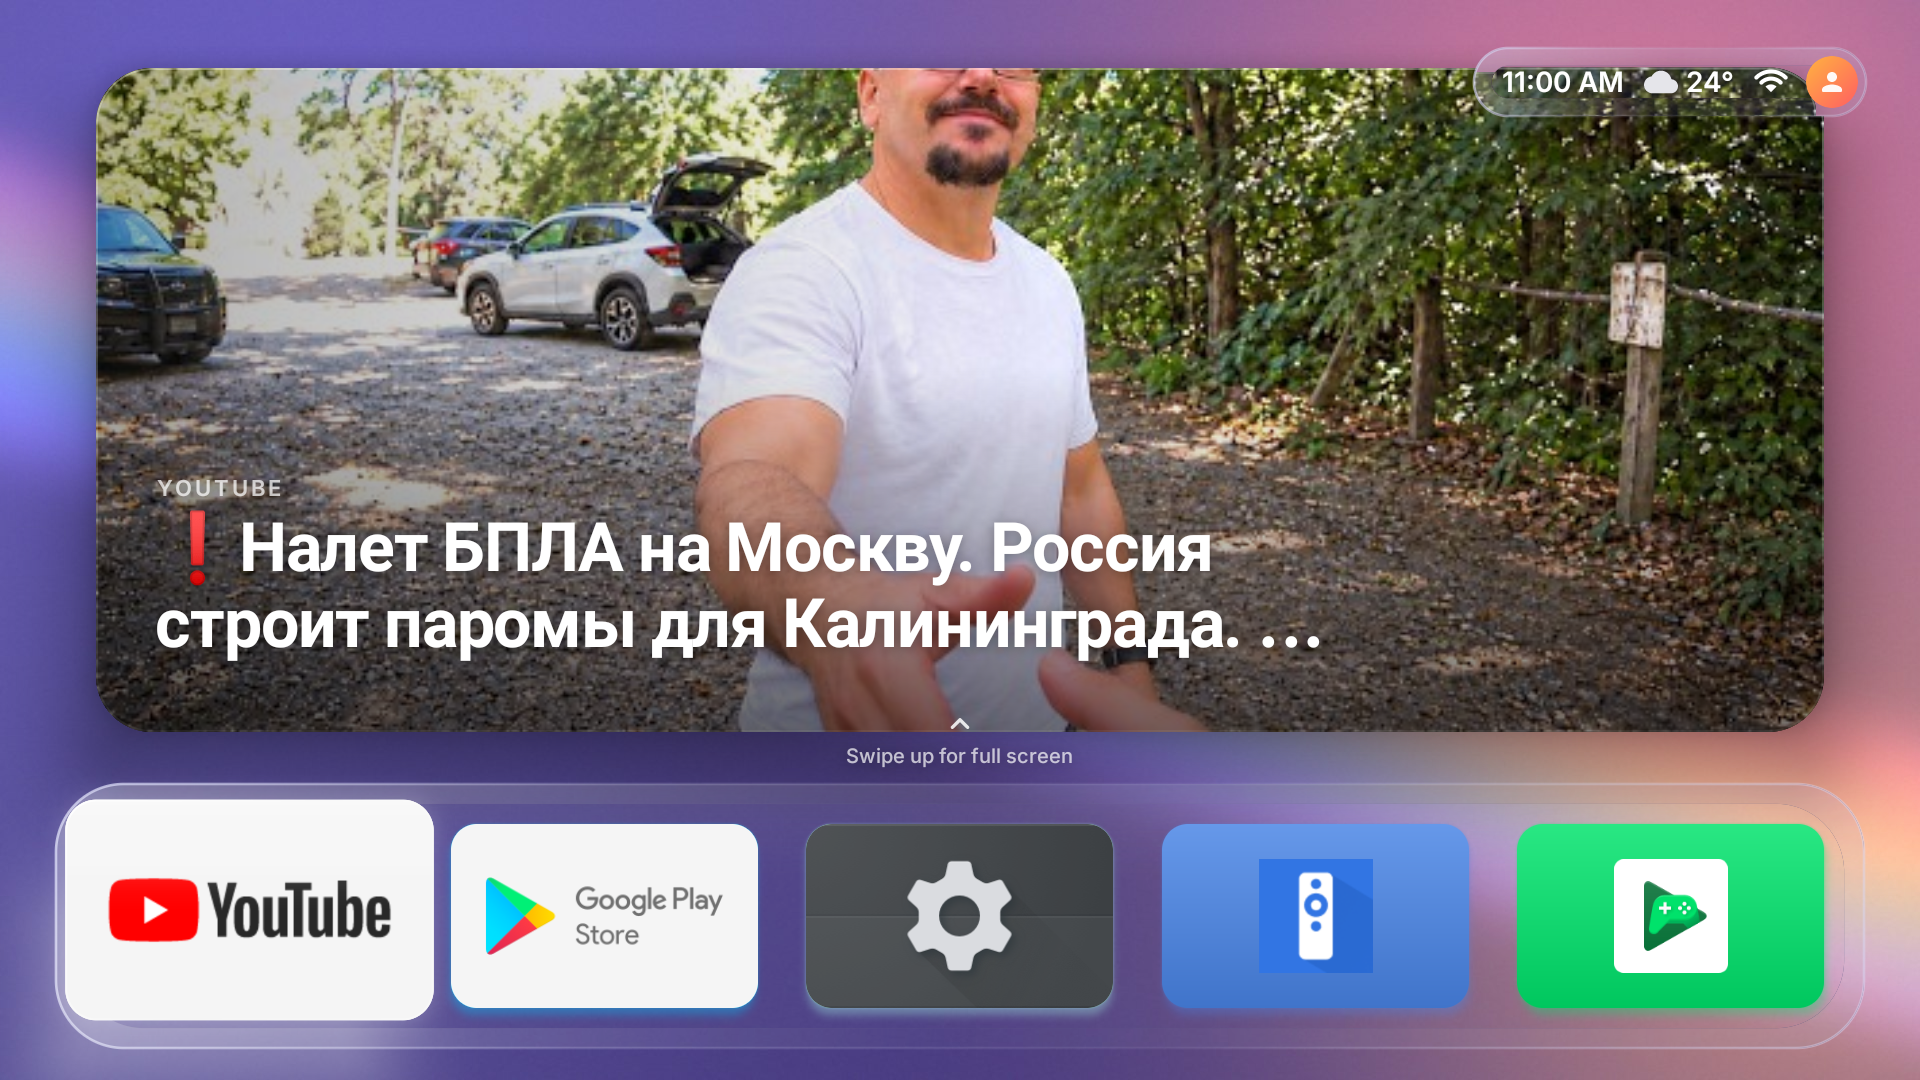 11:00 AM 24°
YOUTUBE
❗ Налет БПЛА на Москву. Россия
строит паромы для Калининграда. ...
Swipe up for full screen
YouTube
Google Play
Store